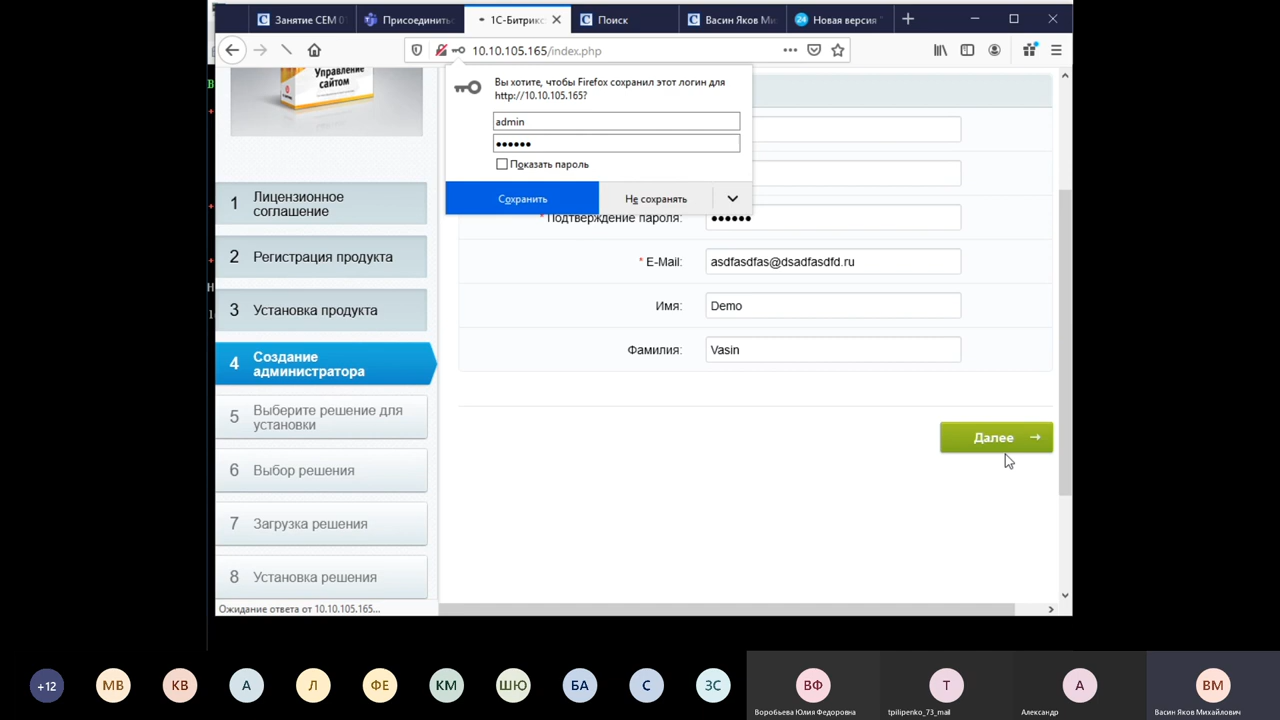 Занятие СЕМ 0
Присоединитьс
1С-Битрикс:
Поиск
Васин Яков Ми
Новая версия
10.10.105.165/index.php
Управление
сайтом
Вы хотите, чтобы Firefox сохранил этот логин для
http://10.10.105.165?
admin
••••••
Показать пароль
Сохранить
Не сохранять
* Подтверждение пароля:
••••••
* E-Mail:
asdfasdfas@dsadfasdfd.ru
Имя:
Demo
Фамилия:
Vasin
Далее →
1 Лицензионное
соглашение
2 Регистрация продукта
3 Установка продукта
4 Создание
администратора
5 Выберите решение для
установки
6 Выбор решения
7 Загрузка решения
8 Установка решения
Ожидание ответа от 10.10.105.165...
+12
МВ
КВ
А
Л
ФЕ
КМ
ШЮ
БА
С
ЗС
ВФ
Т
А
ВМ
Воробьева Юлия Федоровна
tpilipenko_73_mail
Александр
Васин Яков Михайлович